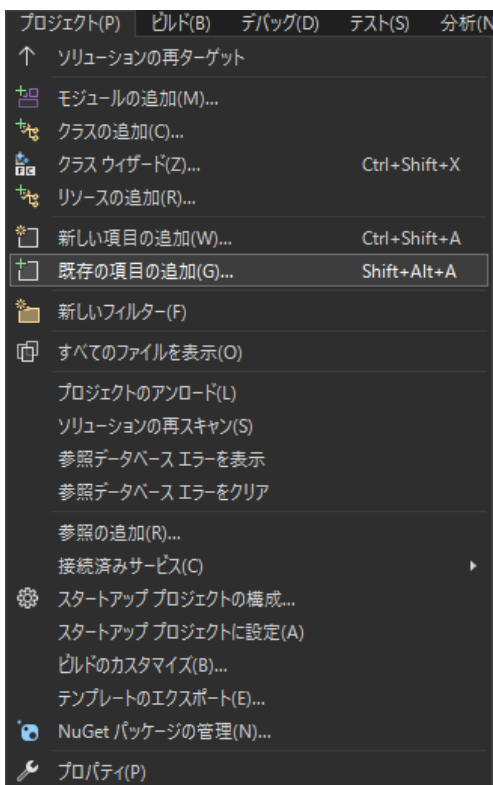 プロジェクト(P) ビルド(B) デバッグ(D) テスト(S) 分析(N
ソリューションの再ターゲット
モジュールの追加(M)...
クラスの追加(C)...
クラス ウィザード(Z)... Ctrl+Shift+X
リソースの追加(R)...
新しい項目の追加(W)... Ctrl+Shift+A
既存の項目の追加(G)... Shift+Alt+A
新しいフィルター(F)
すべてのファイルを表示(O)
プロジェクトのアンロード(L)
ソリューションの再スキャン(S)
参照データベース エラーを表示
参照データベース エラーをクリア
参照の追加(R)...
接続済みサービス(C)
スタートアップ プロジェクトの構成...
スタートアップ プロジェクトに設定(A)
ビルドのカスタマイズ(B)...
テンプレートのエクスポート(E)...
NuGet パッケージの管理(N)...
プロパティ(P)